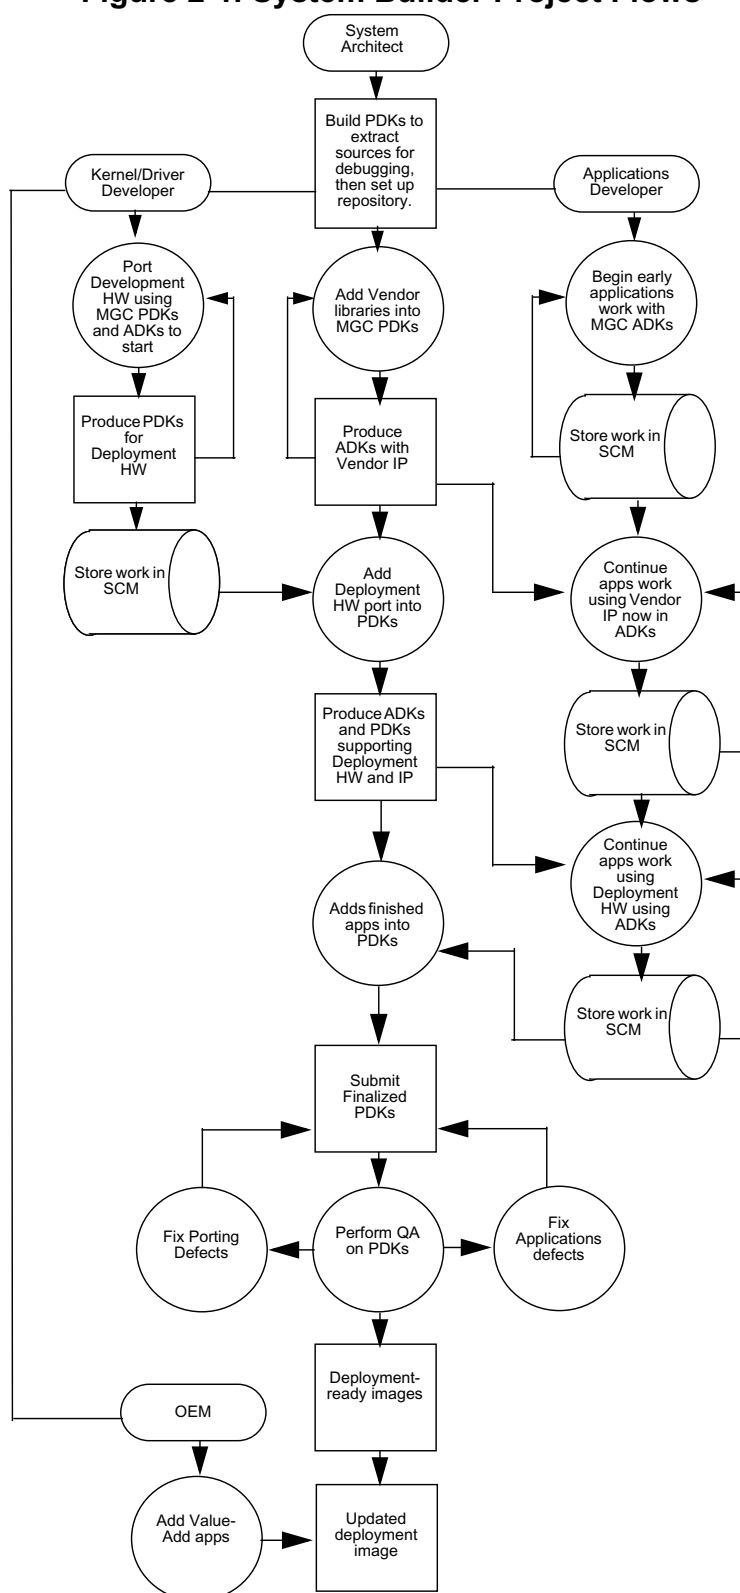 Figure 2-1. System Builder Project Flows
System
Architect
Build PDKs to
extract
sources for
debugging,
then set up
repository.
Kernel/Driver
Developer
Applications
Developer
Port
Development
HW using
MGC PDKs
and ADKs to
start
Add Vendor
libraries into
MGC PDKs
Begin early
applications
work with
MGC ADKs
Produce PDKs
for
Deployment
HW
Produce
ADKs with
Vendor IP
Store work in
SCM
Store work in
SCM
Add
Deployment
HW port into
PDKs
Continue
apps work
using Vendor
IP now in
ADKs
Produce ADKs
and PDKs
supporting
Deployment
HW and IP
Store work in
SCM
Continue
apps work
using
Deployment
HW using
ADKs
Adds finished
apps into
PDKs
Store work in
SCM
Submit
Finalized
PDKs
Fix Porting
Defects
Perform QA
on PDKs
Fix
Applications
defects
Deployment-
ready images
OEM
Add Value-
Add apps
Updated
deployment
image